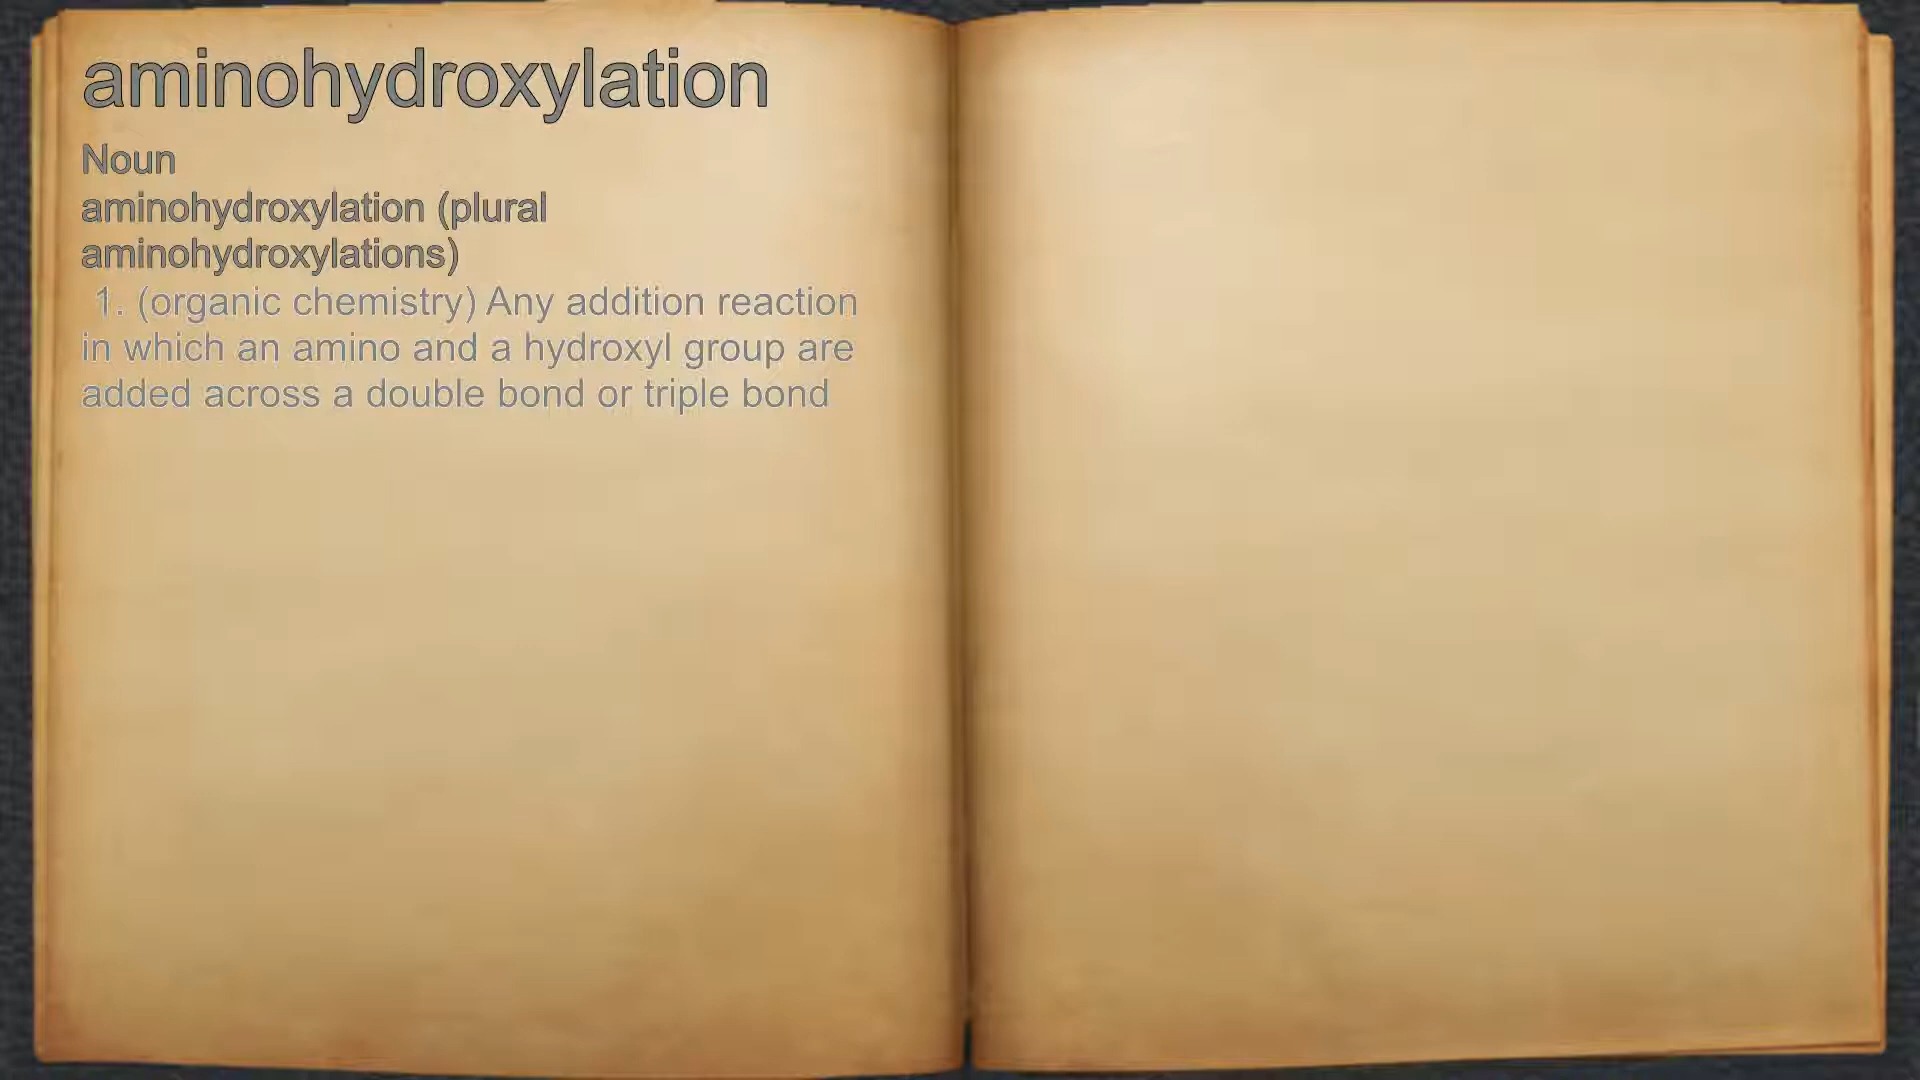 aminohydroxylation
Noun
aminohydroxylation (plural
aminohydroxylations)
1. (organic chemistry) Any addition reaction
in which an amino and a hydroxyl group are
added across a double bond or triple bond